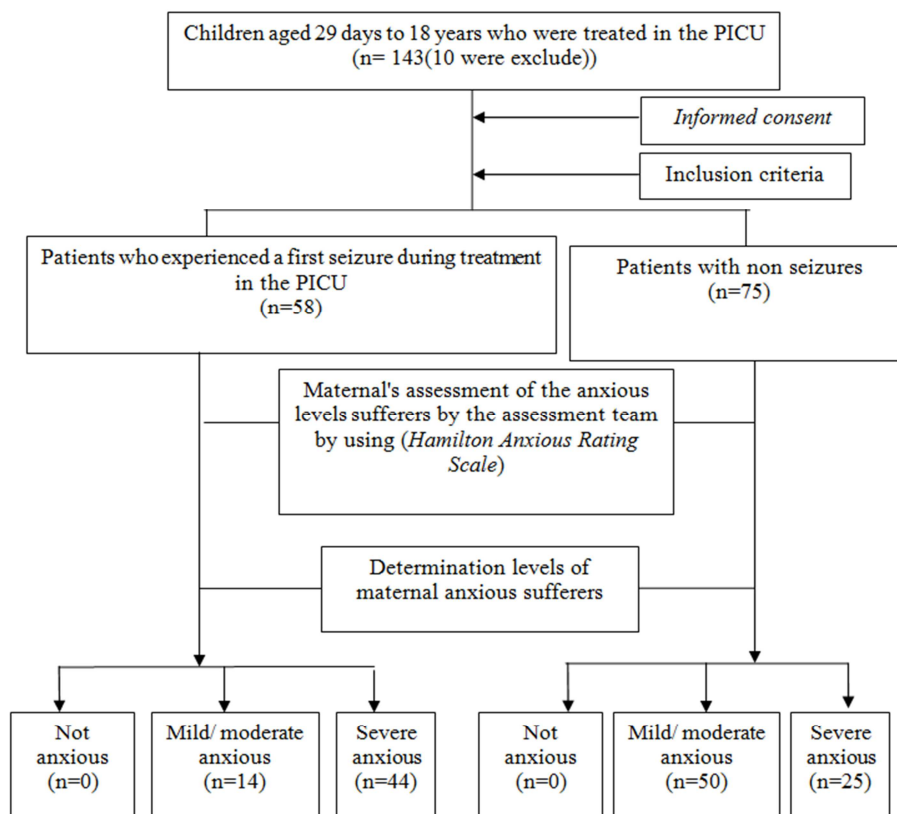 Children aged 29 days to 18 years who were treated in the PICU
(n= 143(10 were exclude))
Informed consent
Inclusion criteria
Patients who experienced a first seizure during treatment
in the PICU
(n=58)
Patients with non seizures
(n=75)
Maternal's assessment of the anxious
levels sufferers by the assessment team
by using (Hamilton Anxious Rating
Scale)
Determination levels of
maternal anxious sufferers
Not
anxious
(n=0)
Mild/ moderate
anxious
(n=14)
Severe
anxious
(n=44)
Not
anxious
(n=0)
Mild/ moderate
anxious
(n=50)
Severe
anxious
(n=25)